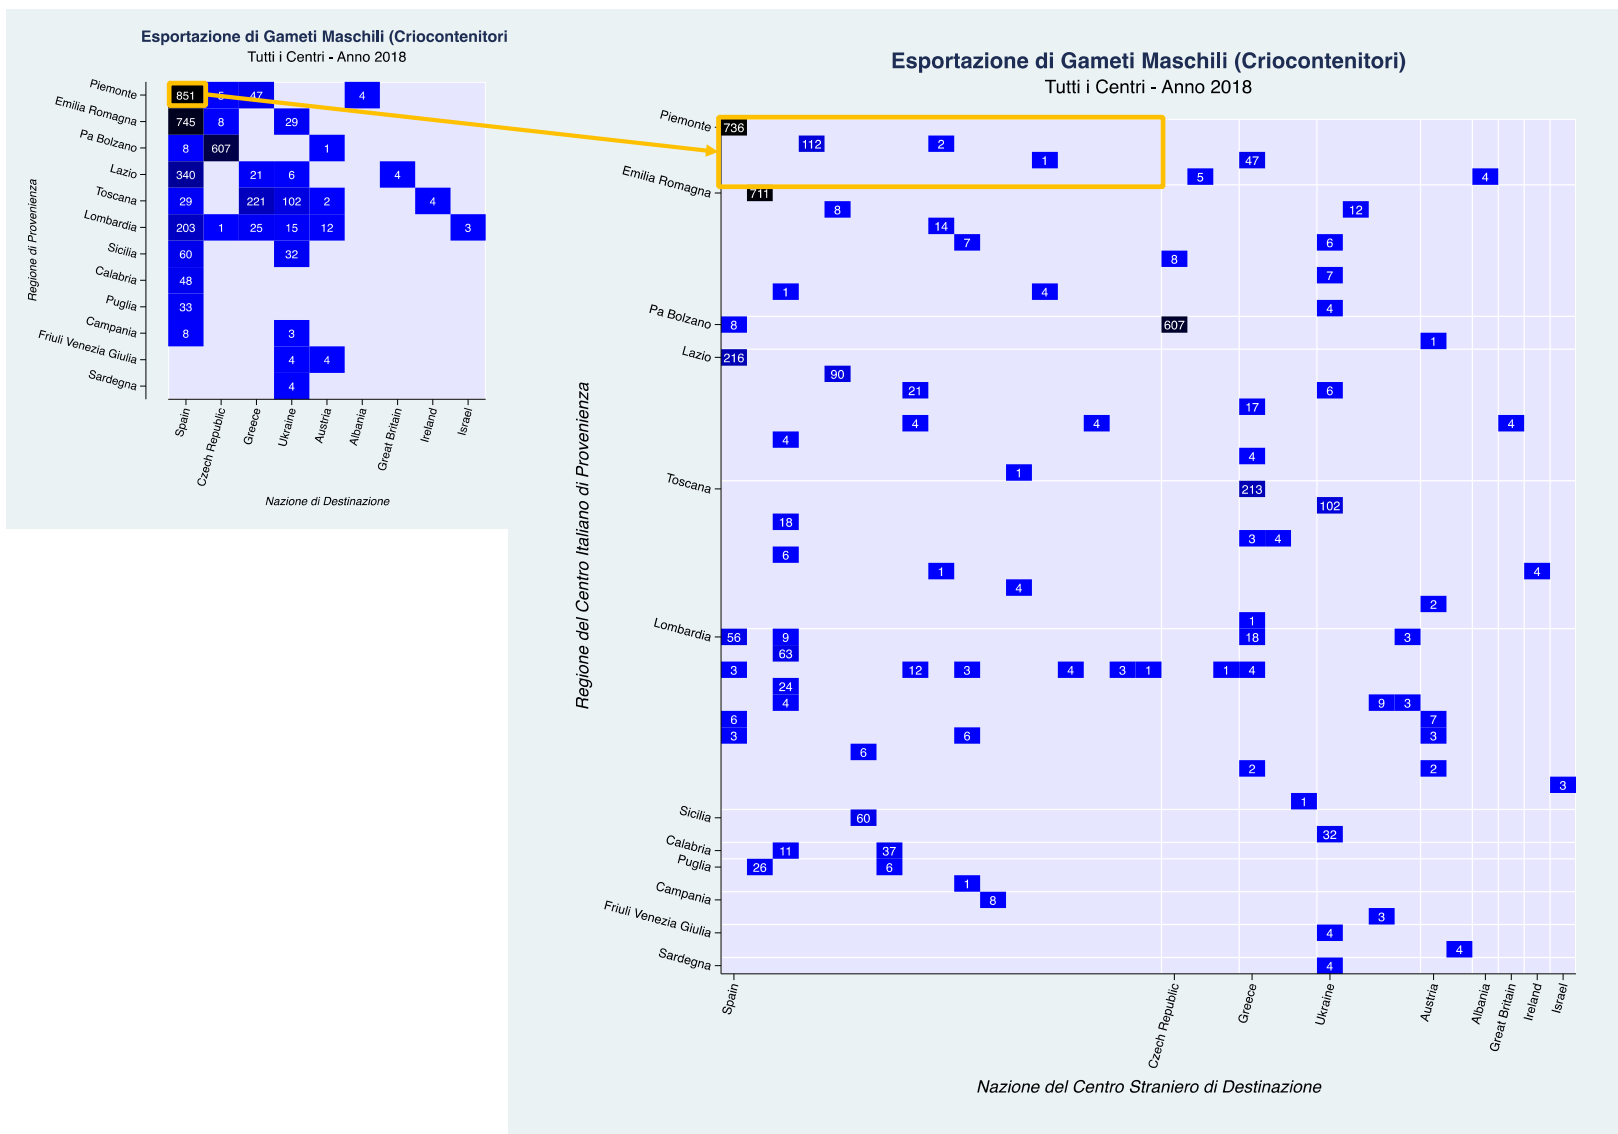 Esportazione di Gameti Maschili (Criocontenitori
Tutti i Centri - Anno 2018
Regione di Provenienza
Piemonte 851 47 4
Emilia Romagna 745 8 29
Pa Bolzano 8 607 1
Lazio 340 21 6 4
Toscana 29 221 102 2 4
Lombardia 203 1 25 15 12 3
Sicilia 60 32
Calabria 48
Puglia 33
Campania 8 3
Friuli Venezia Giulia 4 4
Sardegna 4
Spain Czech Republic Greece Ukraine Austria Albania Great Britain Ireland Israel
Nazione di Destinazione
Esportazione di Gameti Maschili (Criocontenitori)
Tutti i Centri - Anno 2018
Regione del Centro Italiano di Provenienza
Piemonte 736
112 2
1 47
5 4
Emilia Romagna 711
8 12
14
7 6
8
7
1 4
4
Pa Bolzano 8 607
1
Lazio 216
90
21 6
17
4 4 4
4
4
1
Toscana 213
102
18
3 4
6
1 4
4
2
1
Lombardia 56 9 18 3
63
3 12 3 4 3 1 1 4
24
4 9 3
6 7
3 6 3
6
2 2
3
1
Sicilia 60
32
Calabria 11 37
Puglia 26 6
1
Campania 8
3
Friuli Venezia Giulia 4
4
Sardegna 4
Spain Czech Republic Greece Ukraine Austria Albania Great Britain Ireland Israel
Nazione del Centro Straniero di Destinazione